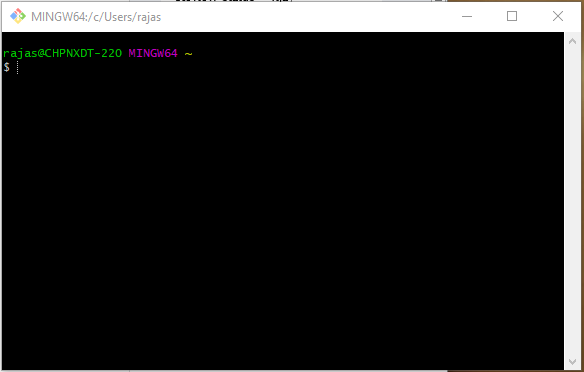 MINGW64:/c/Users/rajas
rajas@CHPNXDT-220 MINGW64 ~
$